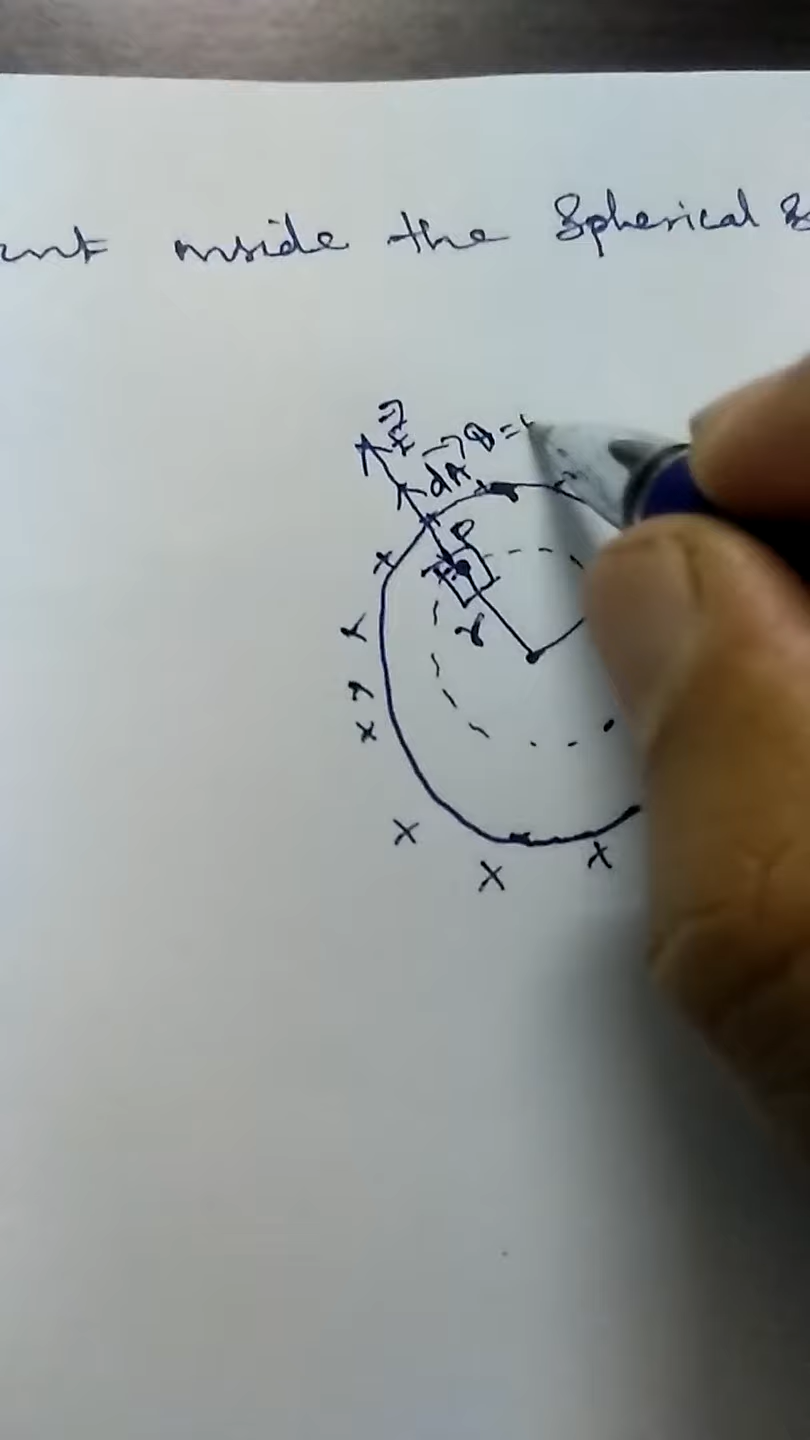 inside the Spherical
E
dA θ=
P
r